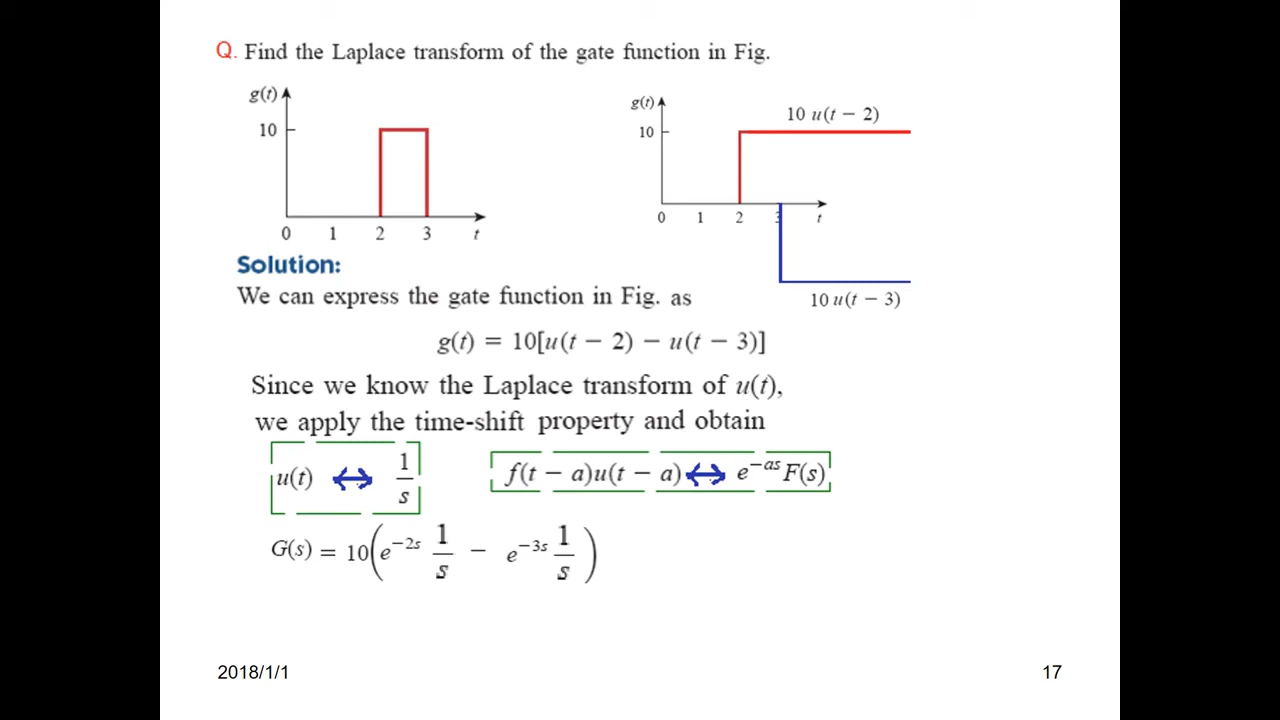 Q. Find the Laplace transform of the gate function in Fig.
g(t)
10
0 1 2 3 t
g(t)
10
10 u(t − 2)
0 1 2 3 t
10 u(t − 3)
Solution:
We can express the gate function in Fig. as
g(t) = 10[u(t − 2) − u(t − 3)]
Since we know the Laplace transform of u(t),
we apply the time-shift property and obtain
u(t) ⇔ 1/s
f(t − a)u(t − a) ⇔ e^−as F(s)
G(s) = 10(e^−2s 1/s − e^−3s 1/s)
2018/1/1
17